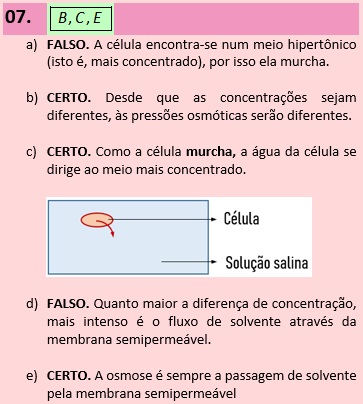 07. B, C, E
a) FALSO. A célula encontra-se num meio hipertônico
(isto é, mais concentrado), por isso ela murcha.
b) CERTO. Desde que as concentrações sejam
diferentes, às pressões osmóticas serão diferentes.
c) CERTO. Como a célula murcha, a água da célula se
dirige ao meio mais concentrado.
Célula
Solução salina
d) FALSO. Quanto maior a diferença de concentração,
mais intenso é o fluxo de solvente através da
membrana semipermeável.
e) CERTO. A osmose é sempre a passagem de solvente
pela membrana semipermeável